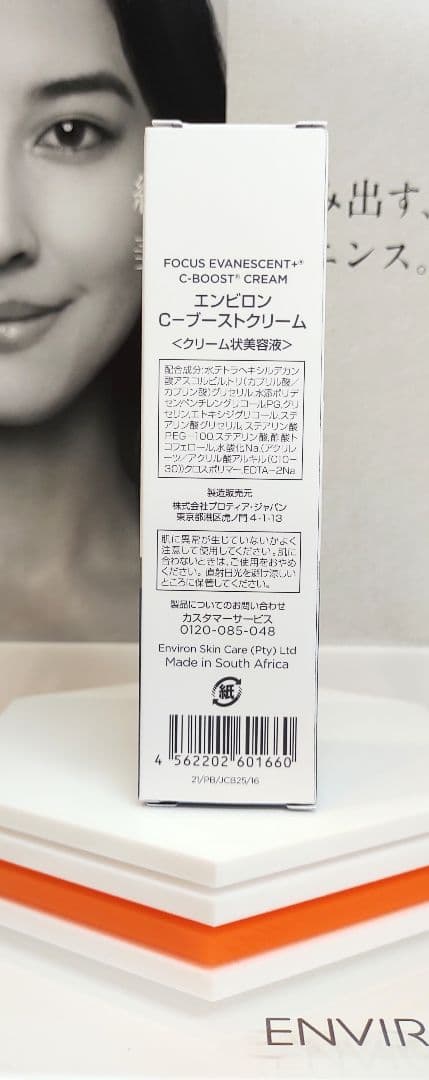 み出す、
エンス。
FOCUS EVANESCENT+®
C-BOOST® CREAM
エンビロン
C-ブーストクリーム
<クリーム状美容液>
配合成分:水,テトラヘキシルデカン
酸アスコルビル,トリ(カプリル酸/
カプリン酸)グリセリル,水添ポリデ
セン,ペンチレングリコール,PG,グリ
セリン,エトキシジグリコール,ステ
アリン酸グリセリル,ステアリン酸
PEG-100,ステアリン酸,酢酸ト
コフェロール,水酸化Na,(アクリレ
ーツ/アクリル酸アルキル(C10-
30))クロスポリマー,EDTA-2Na
製造販売元
株式会社プロティア・ジャパン
東京都港区虎ノ門4-1-13
肌に異常が生じていないかよく
注意して使用してください。肌に
合わないときは、ご使用をおやめ
ください。直射日光を避け涼しい
ところに保管してください。
製品についてのお問い合わせ
カスタマーサービス
0120-085-048
Environ Skin Care (Pty) Ltd
Made in South Africa
紙
4 562202 601660
21/PB/JCB25/16
ENVIR